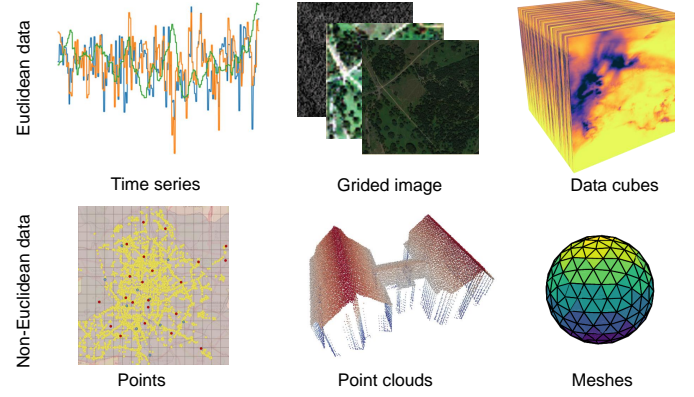 Euclidean data
Time series
Grided image
Data cubes
Non-Euclidean data
Points
Point clouds
Meshes